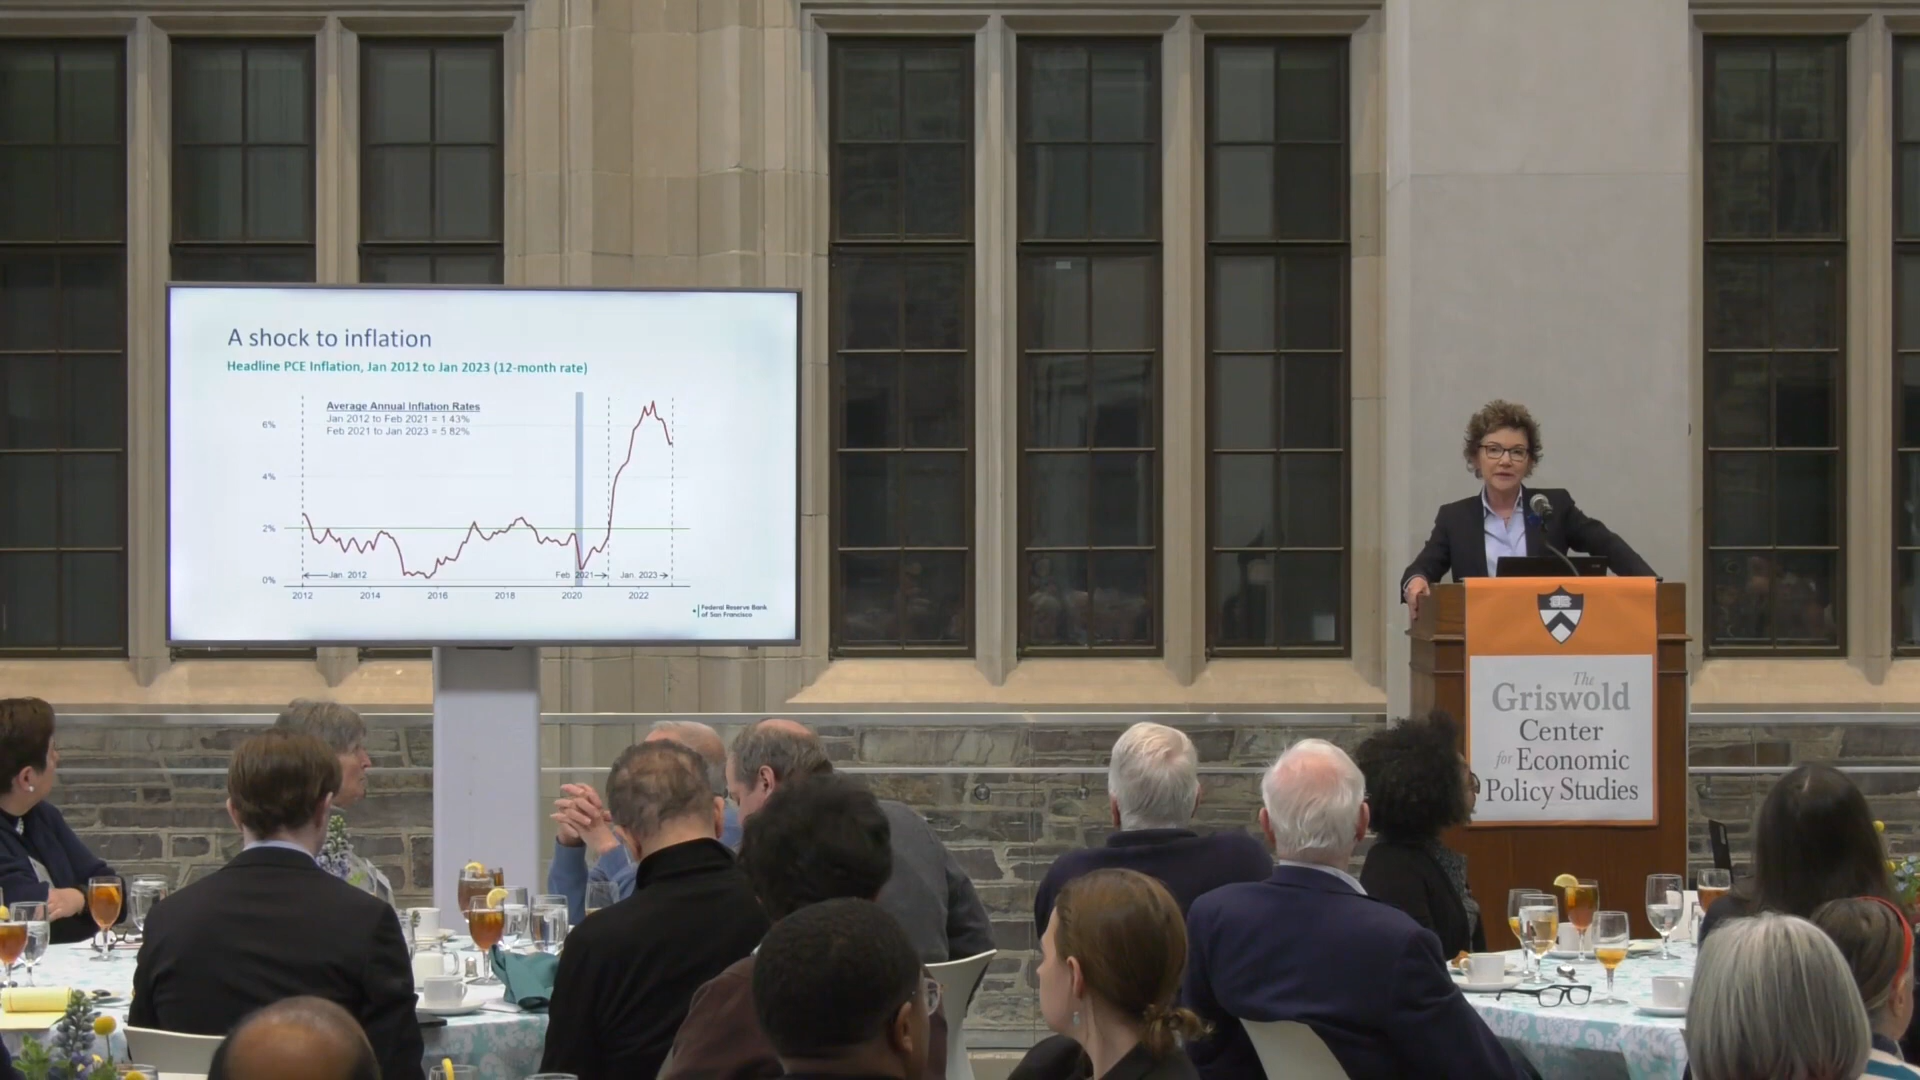 A shock to inflation
Headline PCE Inflation, Jan 2012 to Jan 2023 (12-month rate)
Average Annual Inflation Rates
Jan 2012 to Feb 2021 = 1.43%
Feb 2021 to Jan 2023 = 5.82%
6%
4%
2%
0%
Jan. 2012
Feb. 2021
Jan. 2023
2012 2014 2016 2018 2020 2022
Federal Reserve Bank
of San Francisco
The
Griswold
Center
for Economic
Policy Studies